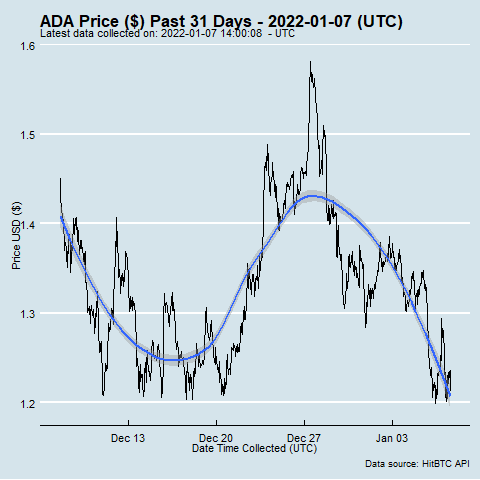 ADA Price ($) Past 31 Days - 2022-01-07 (UTC)
Latest data collected on: 2022-01-07 14:00:08 - UTC
1.6
1.5
1.4
1.3
1.2
Price USD ($)
Dec 13 Dec 20 Dec 27 Jan 03
Date Time Collected (UTC)
Data source: HitBTC API